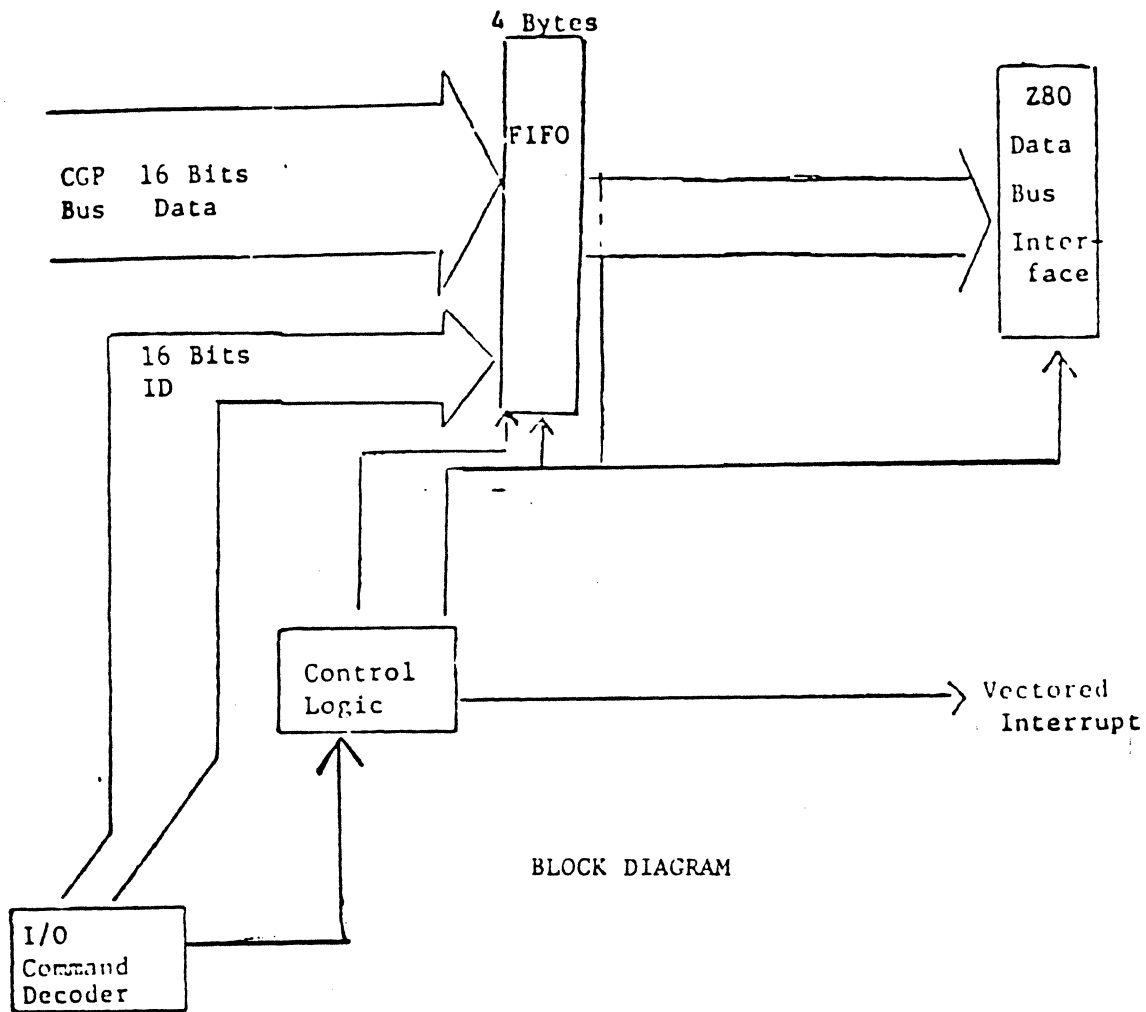 4 Bytes
FIFO
Z80
Data
Bus
Inter-
face
CGP 16 Bits
Bus Data
16 Bits
ID
Control
Logic
Vectored
Interrupt
BLOCK DIAGRAM
I/O
Command
Decoder